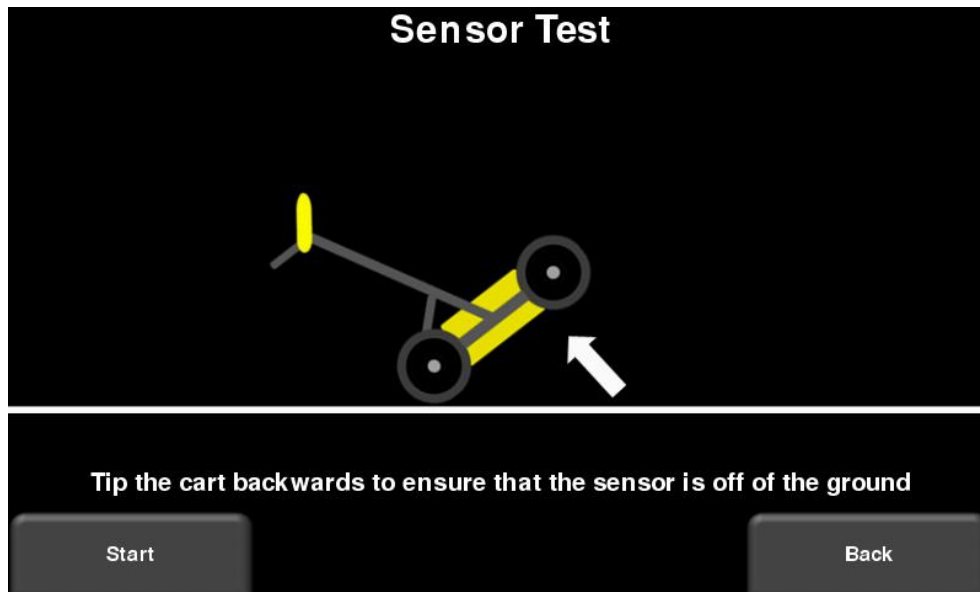 Sensor Test
Tip the cart backwards to ensure that the sensor is off of the ground
Start
Back